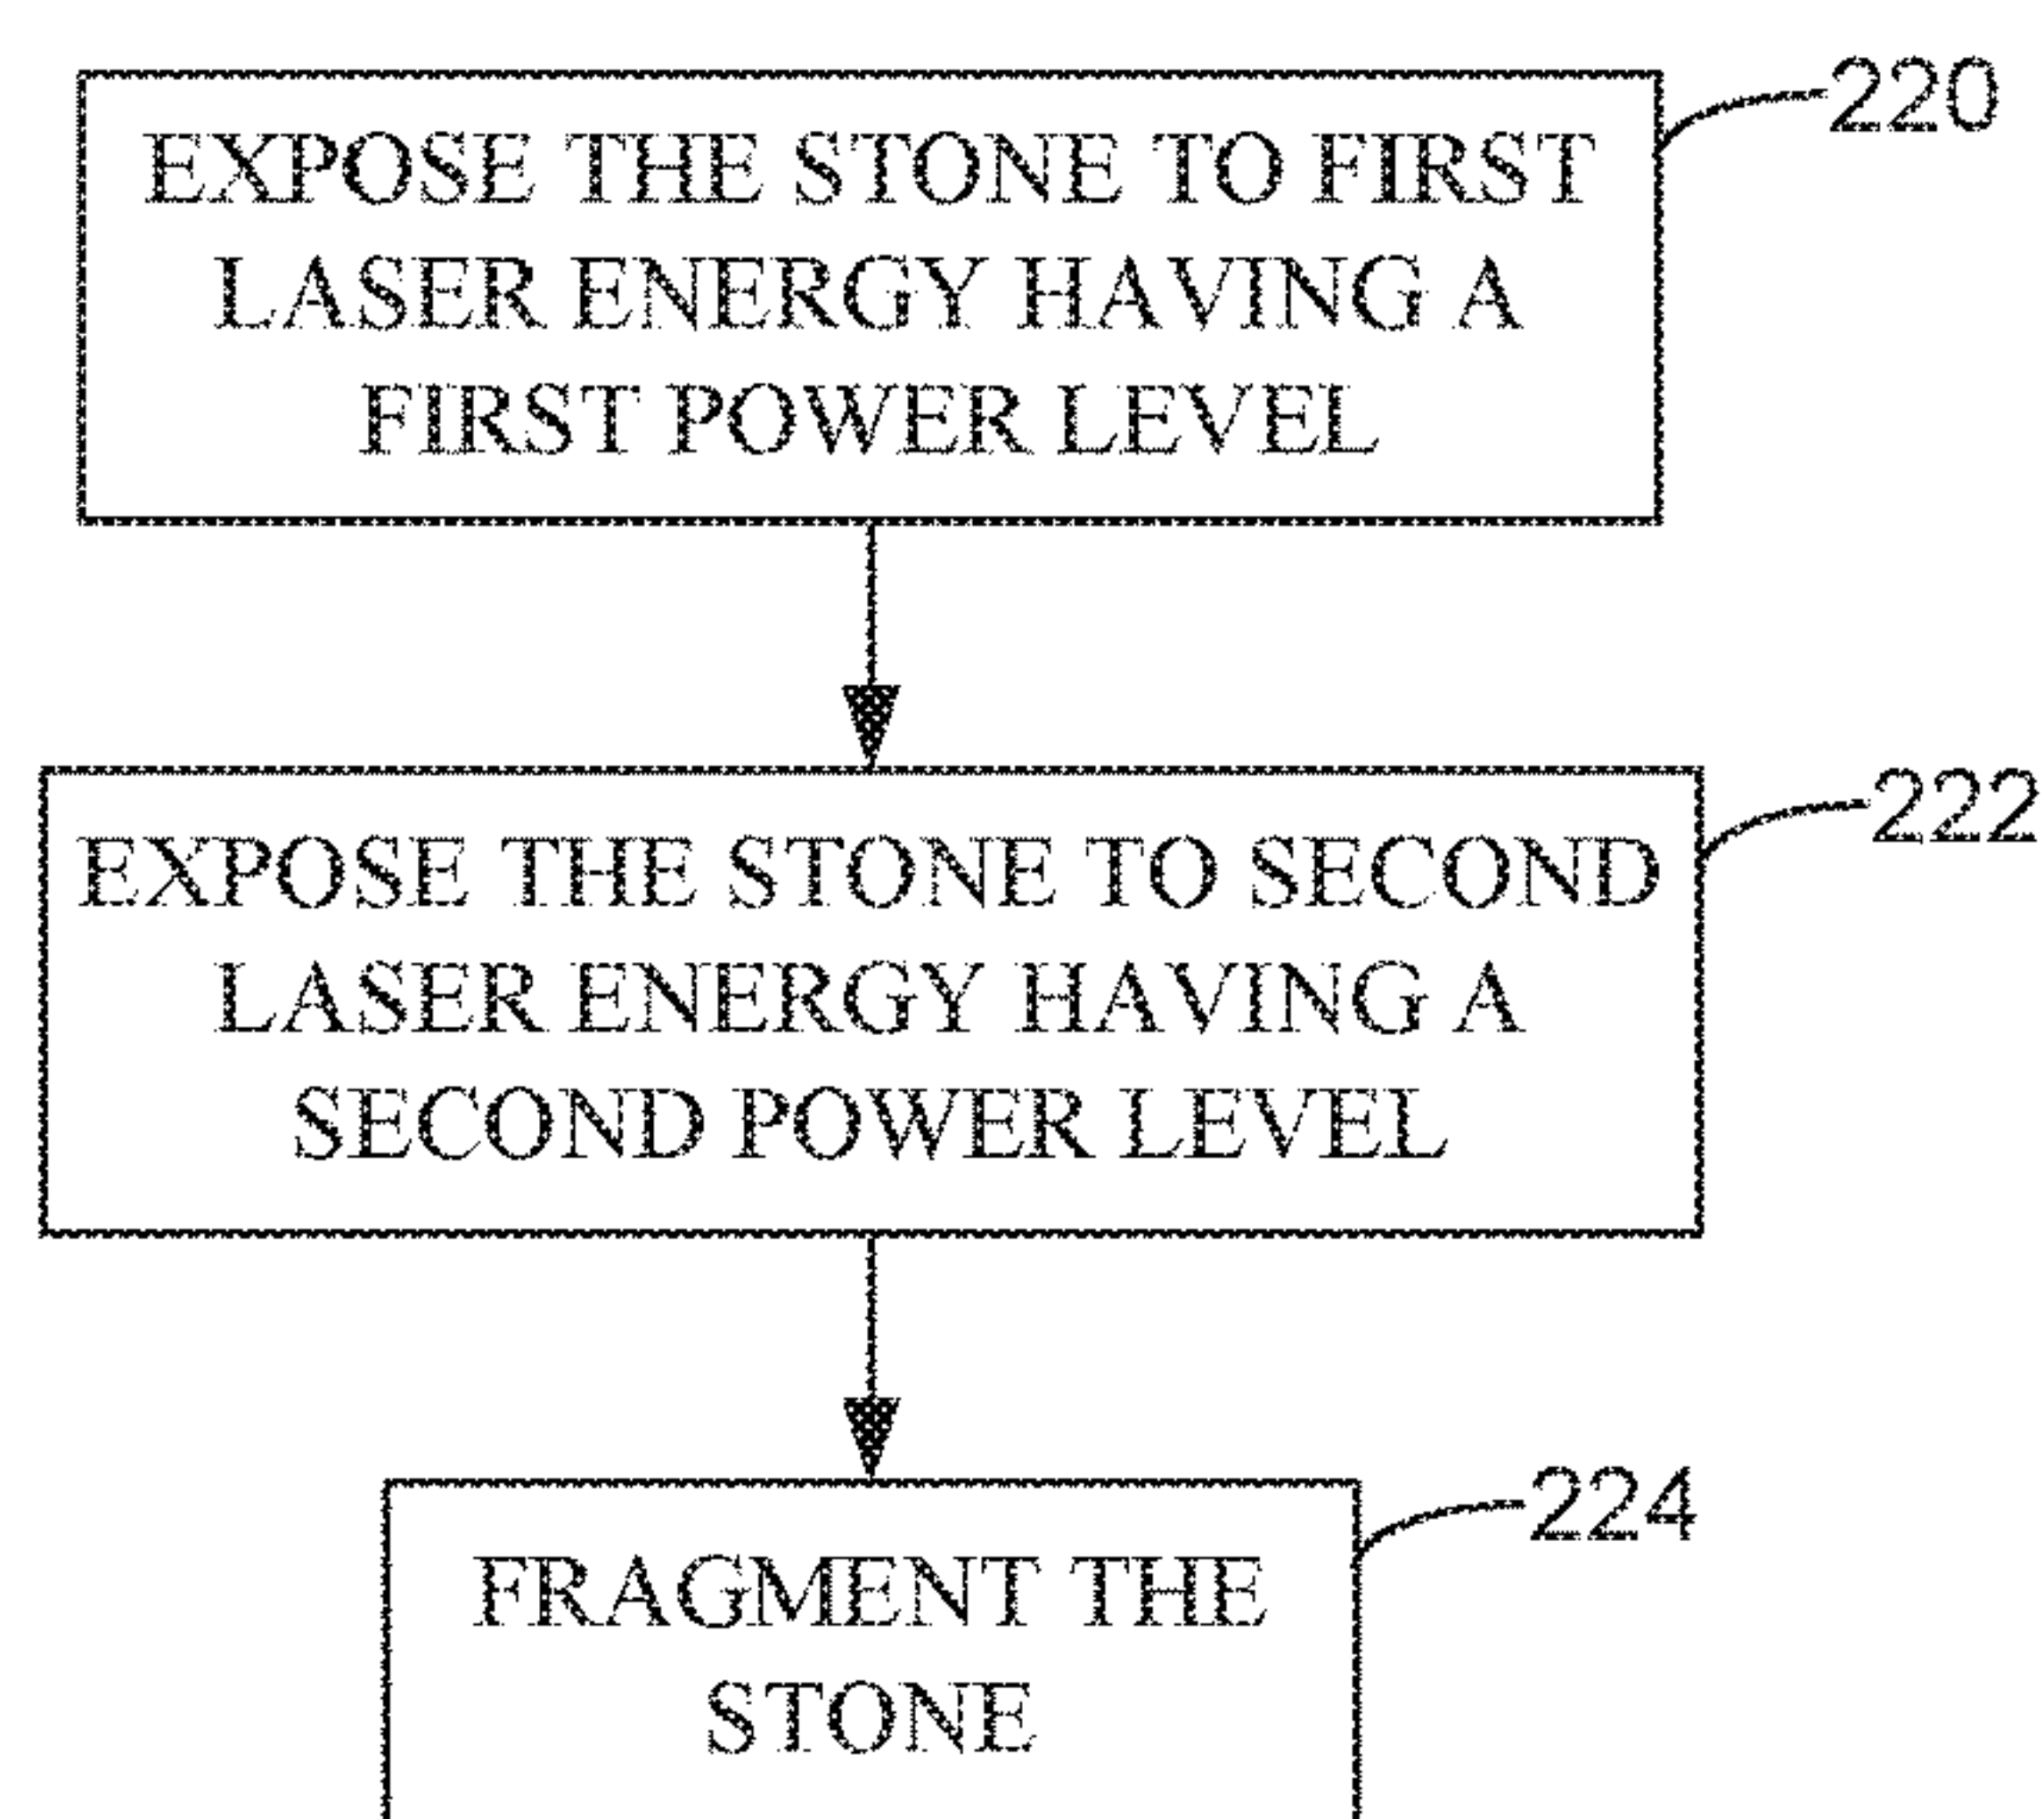 EXPOSE THE STONE TO FIRST
LASER ENERGY HAVING A
FIRST POWER LEVEL
220
EXPOSE THE STONE TO SECOND
LASER ENERGY HAVING A
SECOND POWER LEVEL
222
FRAGMENT THE
STONE
224